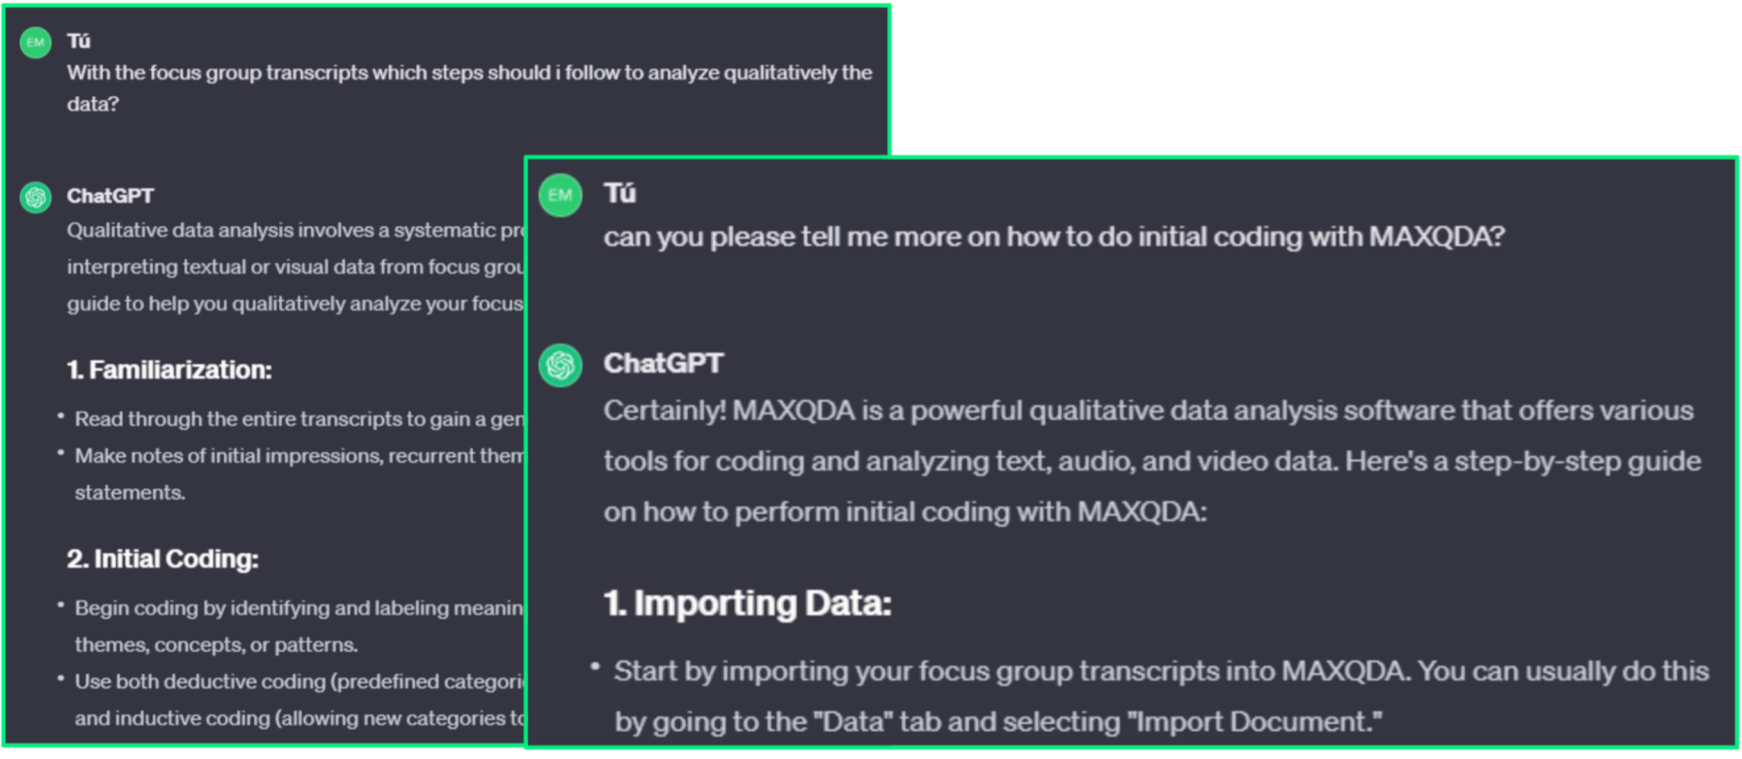 EM
Tú
With the focus group transcripts which steps should i follow to analyze qualitatively the
data?
ChatGPT
Qualitative data analysis involves a systematic
interpreting textual or visual data from focus
guide to help you qualitatively analyze your focus
1. Familiarization:
• Read through the entire transcripts to gain a
• Make notes of initial impressions, recurrent
statements.
2. Initial Coding:
• Begin coding by identifying and labeling
themes, concepts, or patterns.
• Use both deductive coding (predefined
and inductive coding (allowing new categories
EM
Tú
can you please tell me more on how to do initial coding with MAXQDA?
ChatGPT
Certainly! MAXQDA is a powerful qualitative data analysis software that offers various
tools for coding and analyzing text, audio, and video data. Here's a step-by-step guide
on how to perform initial coding with MAXQDA:
1. Importing Data:
• Start by importing your focus group transcripts into MAXQDA. You can usually do this
by going to the "Data" tab and selecting "Import Document."